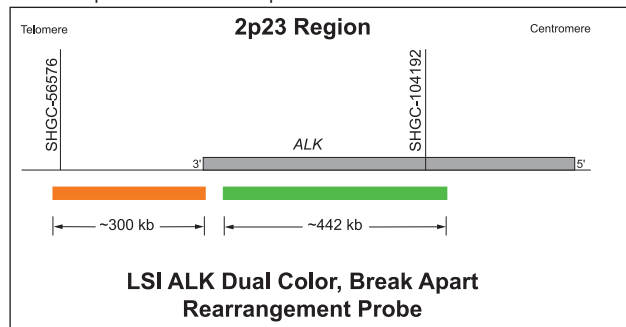 Telomere 2p23 Region Centromere
SHGC-56576
SHGC-104192
ALK
3' 5'
~300 kb ~442 kb
LSI ALK Dual Color, Break Apart
Rearrangement Probe